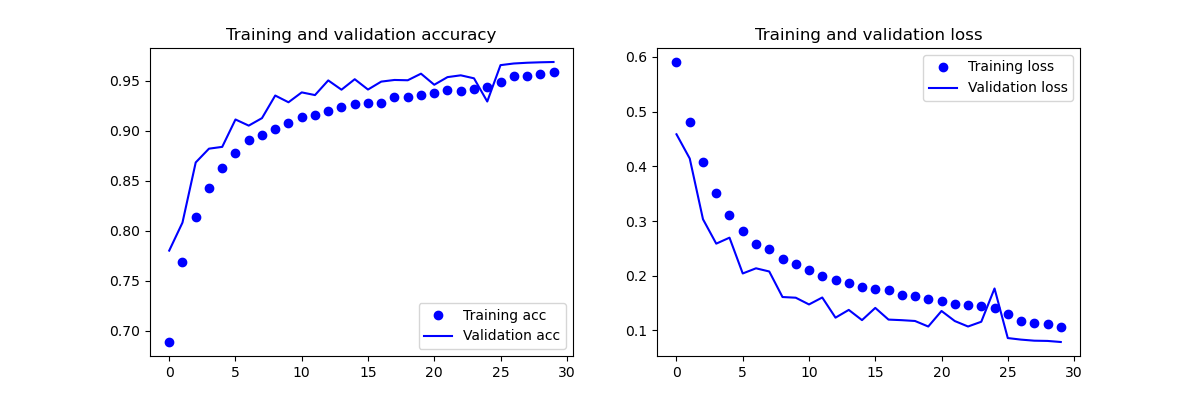 Training and validation accuracy
0.95
0.90
0.85
0.80
0.75
0.70
Training acc
Validation acc
0 5 10 15 20 25 30
Training and validation loss
0.6
0.5
0.4
0.3
0.2
0.1
Training loss
Validation loss
0 5 10 15 20 25 30